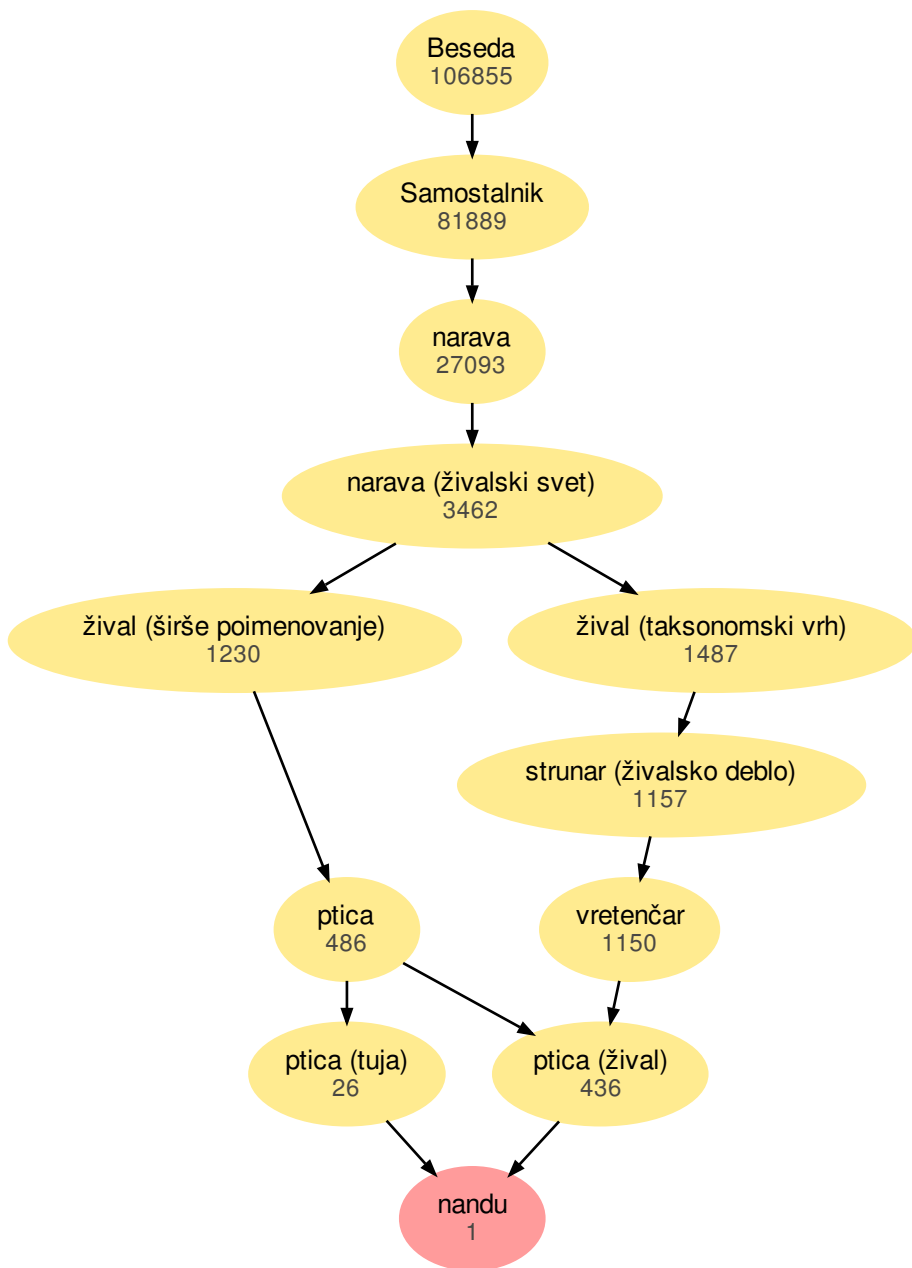 Beseda
106855
Samostalnik
81889
narava
27093
narava (živalski svet)
3462
žival (širše poimenovanje)
1230
žival (taksonomski vrh)
1487
strunar (živalsko deblo)
1157
ptica
486
vretenčar
1150
ptica (tuja)
26
ptica (žival)
436
nandu
1